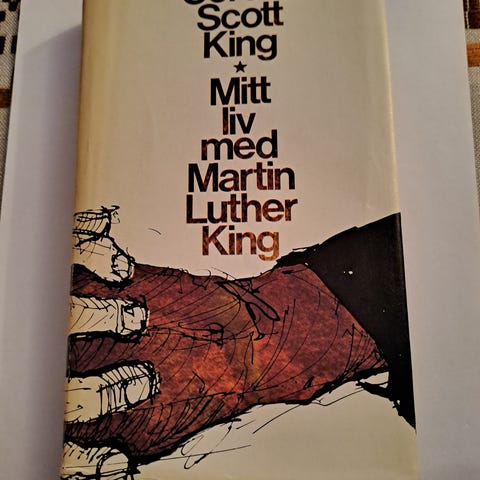 Scott
King
★
Mitt
liv
med
Martin
Luther
King